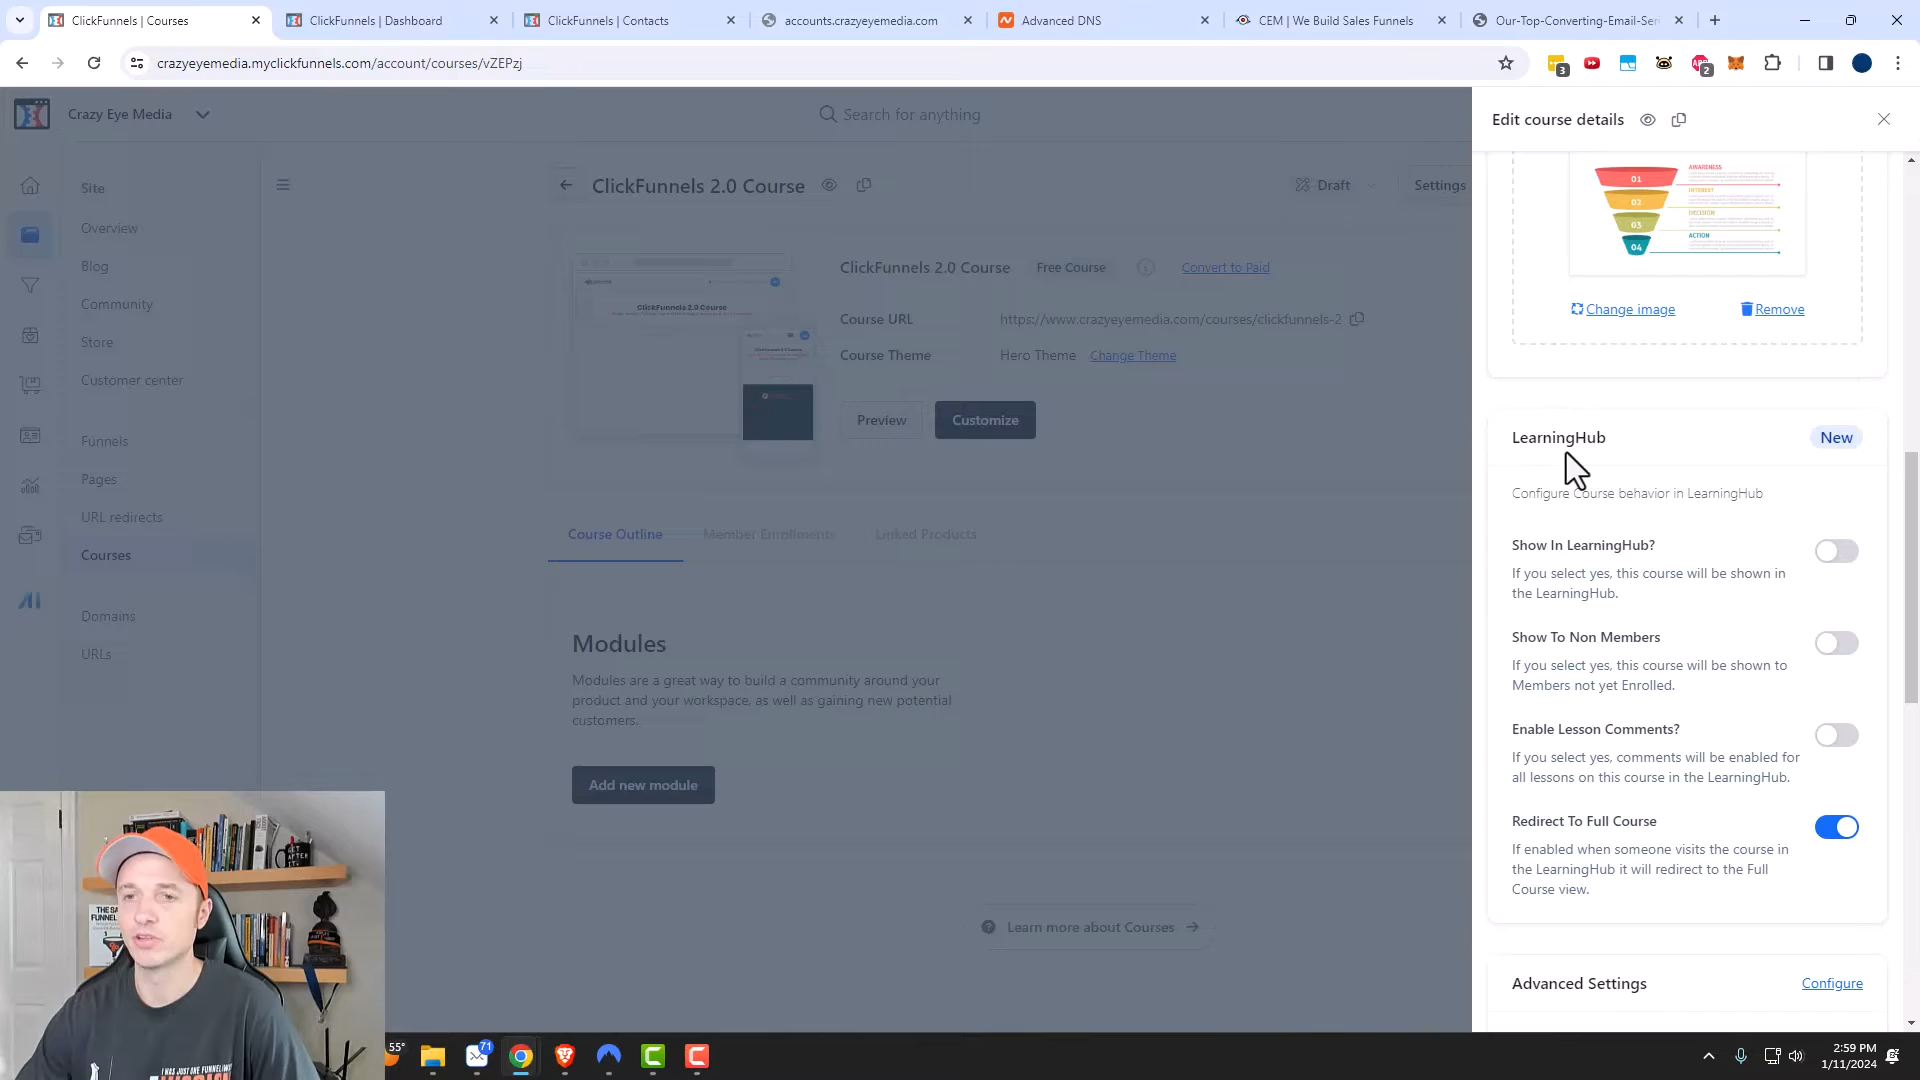 ClickFunnels | Courses
ClickFunnels | Dashboard
ClickFunnels | Contacts
accounts.crazyeyemedia.com
Advanced DNS
CEM | We Build Sales Funnels
Our-Top-Converting-Email-Ser
crazyeyemedia.myclickfunnels.com/account/courses/vZEPzj
3
2
Crazy Eye Media
Search for anything
Edit course details
Site
Overview
Blog
Community
Store
Customer center
Funnels
Pages
URL redirects
Courses
Domains
URLs
ClickFunnels 2.0 Course
Draft
Settings
ClickFunnels 2.0 Course
ClickFunnels 2.0 Course
Free Course
Convert to Paid
Course URL
https://www.crazyeyemedia.com/courses/clickfunnels-2
Course Theme
Hero Theme
Change Theme
Preview
Customize
Course Outline
Member Enrollments
Linked Products
Modules
Modules are a great way to build a community around your
product and your workspace, as well as gaining new potential
customers.
Add new module
Learn more about Courses
01
AWARENESS
02
INTEREST
03
DECISION
04
ACTION
Change image
Remove
LearningHub
New
Configure Course behavior in LearningHub
Show In LearningHub?
If you select yes, this course will be shown in
the LearningHub.
Show To Non Members
If you select yes, this course will be shown to
Members not yet Enrolled.
Enable Lesson Comments?
If you select yes, comments will be enabled for
all lessons on this course in the LearningHub.
Redirect To Full Course
If enabled when someone visits the course in
the LearningHub it will redirect to the Full
Course view.
Advanced Settings
Configure
GET
AFTER
IT
55°
71
2:59 PM
1/11/2024